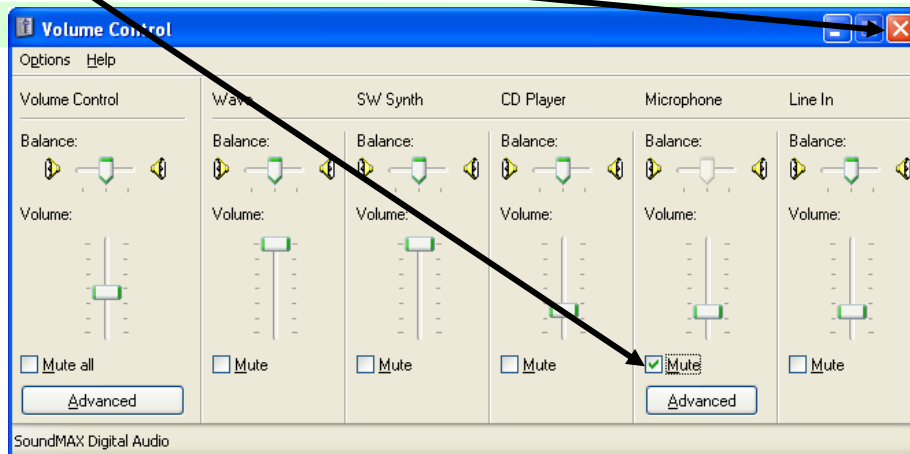 Volume Control
Options Help
Volume Control Wave SW Synth CD Player Microphone Line In
Balance: Balance: Balance: Balance: Balance: Balance:
Volume: Volume: Volume: Volume: Volume: Volume:
Mute all Mute Mute Mute Mute Mute
Advanced Advanced
SoundMAX Digital Audio